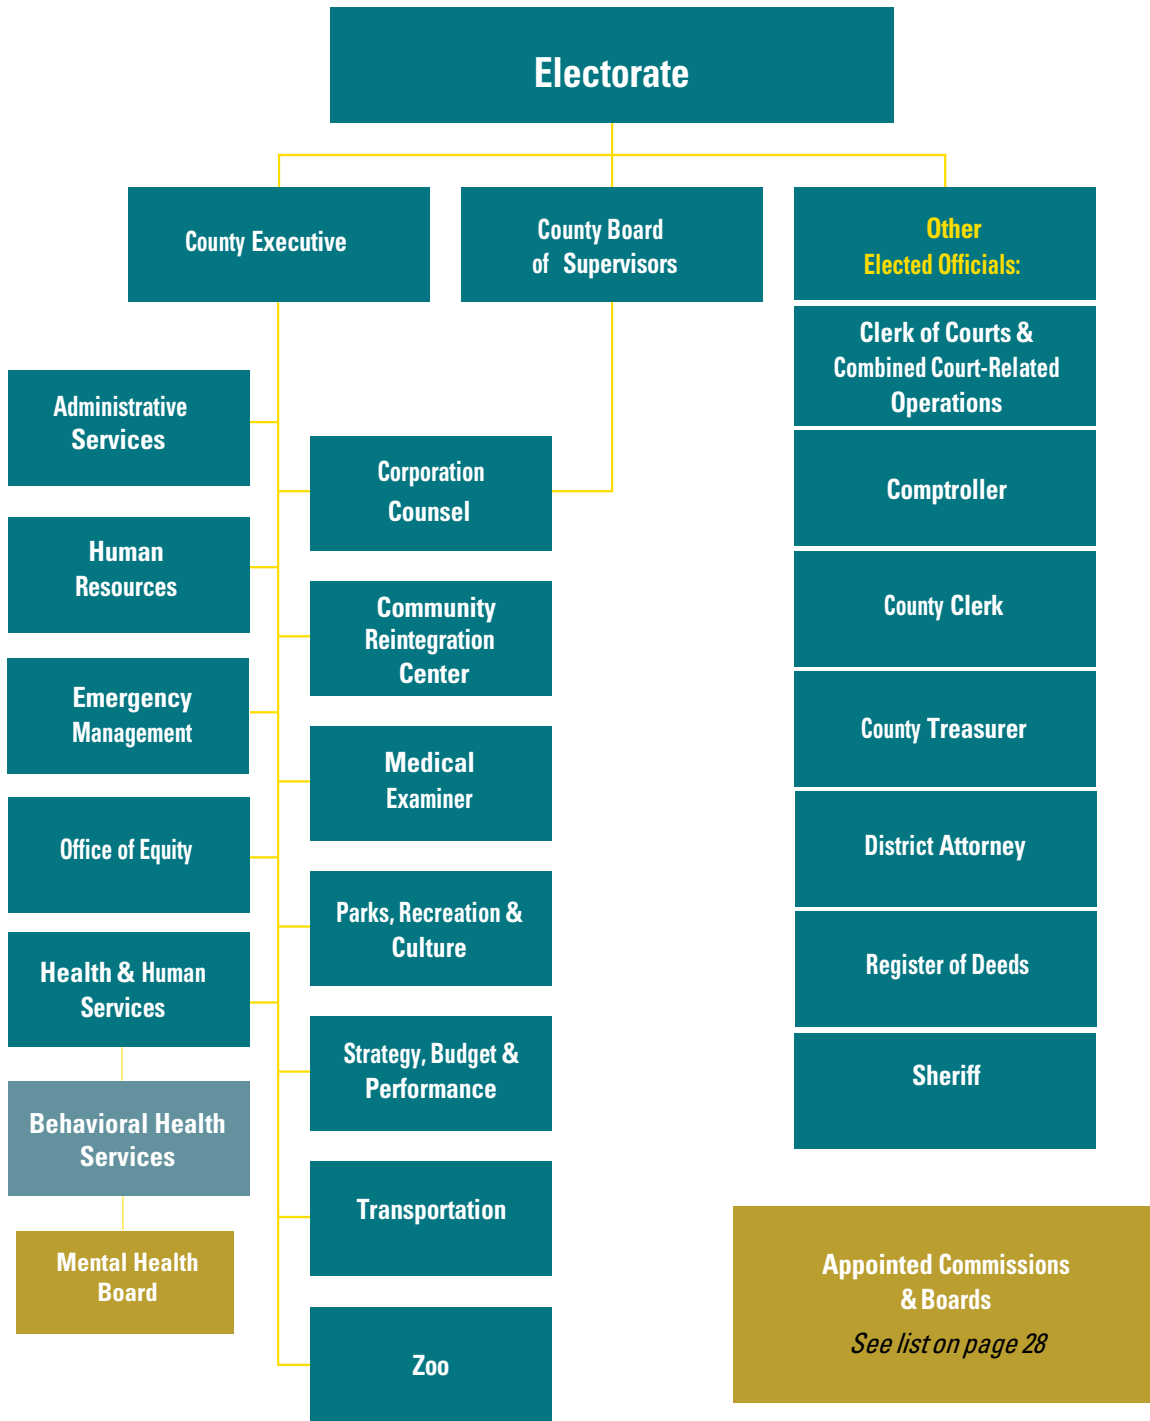 Electorate
County Executive
County Board
of Supervisors
Other
Elected Officials:
Clerk of Courts &
Combined Court-Related
Operations
Administrative
Services
Corporation
Counsel
Comptroller
Human
Resources
Community
Reintegration
Center
County Clerk
Emergency
Management
Medical
Examiner
County Treasurer
Office of Equity
Parks, Recreation &
Culture
District Attorney
Health & Human
Services
Strategy, Budget &
Performance
Register of Deeds
Behavioral Health
Services
Sheriff
Transportation
Mental Health
Board
Zoo
Appointed Commissions
& Boards
See list on page 28